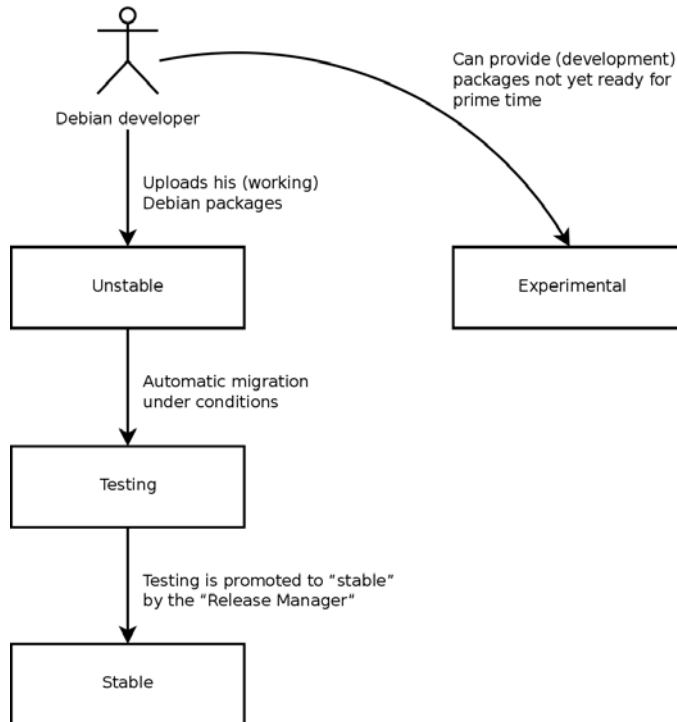 Can provide (development)
packages not yet ready for
prime time
Debian developer
Uploads his (working)
Debian packages
Unstable
Experimental
Automatic migration
under conditions
Testing
Testing is promoted to “stable”
by the “Release Manager“
Stable